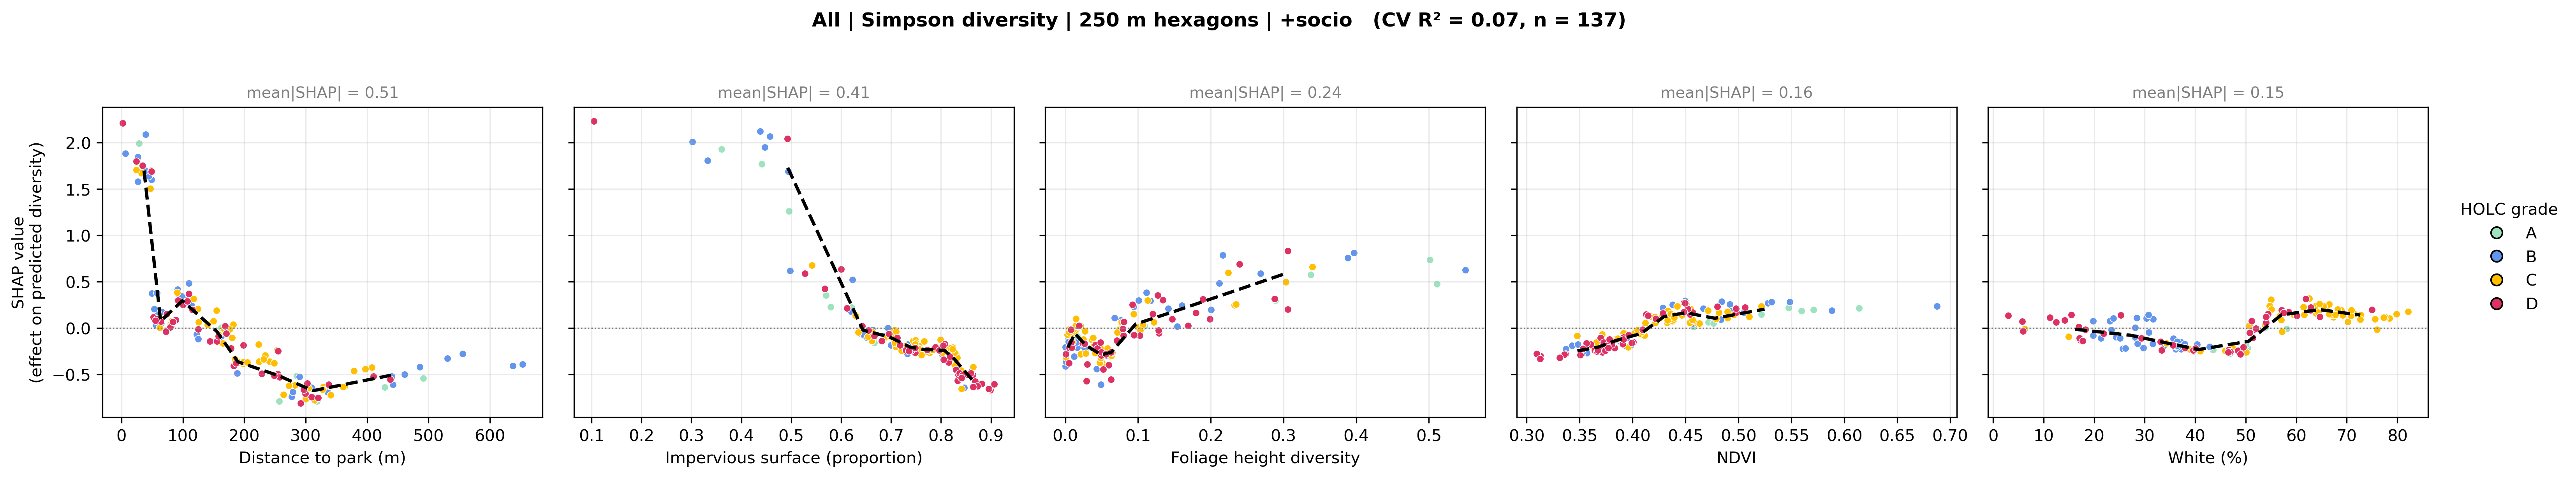 All | Simpson diversity | 250 m hexagons | +socio   (CV R² = 0.07, n = 137)
mean|SHAP| = 0.51
mean|SHAP| = 0.41
mean|SHAP| = 0.24
mean|SHAP| = 0.16
mean|SHAP| = 0.15
SHAP value
(effect on predicted diversity)
2.0
1.5
1.0
0.5
0.0
−0.5
0 100 200 300 400 500 600
Distance to park (m)
0.1 0.2 0.3 0.4 0.5 0.6 0.7 0.8 0.9
Impervious surface (proportion)
0.0 0.1 0.2 0.3 0.4 0.5
Foliage height diversity
0.30 0.35 0.40 0.45 0.50 0.55 0.60 0.65 0.70
NDVI
0 10 20 30 40 50 60 70 80
White (%)
HOLC grade
A
B
C
D